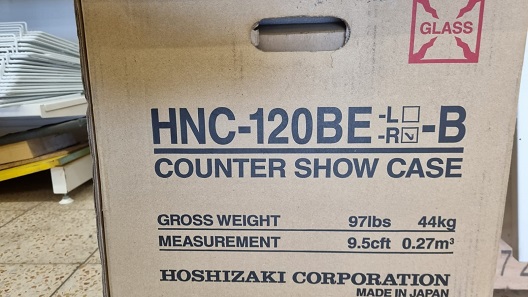 GLASS
HNC-120BE -L☐ -R☑ -B
COUNTER SHOW CASE
GROSS WEIGHT 97lbs 44kg
MEASUREMENT 9.5cft 0.27m³
HOSHIZAKI CORPORATION
MADE IN JAPAN